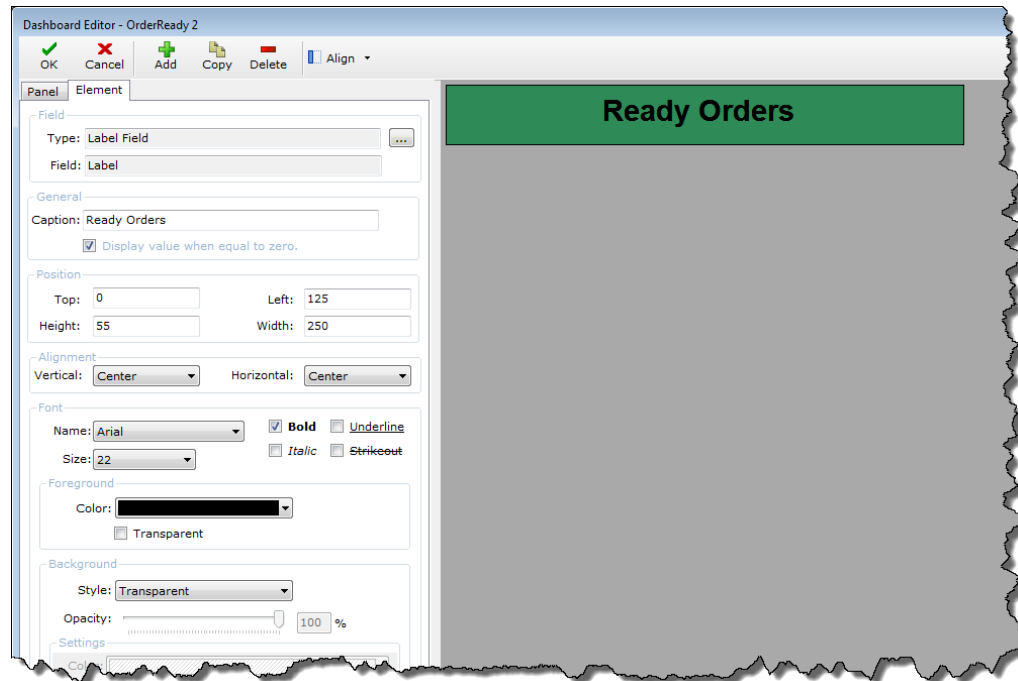 Dashboard Editor - OrderReady 2
OK Cancel Add Copy Delete Align
Panel Element
Field
Type: Label Field ...
Field: Label
General
Caption: Ready Orders
Display value when equal to zero.
Position
Top: 0 Left: 125
Height: 55 Width: 250
Alignment
Vertical: Center Horizontal: Center
Font
Name: Arial Bold Underline
Size: 22 Italic Strikeout
Foreground
Color:
Transparent
Background
Style: Transparent
Opacity: 100 %
Settings
Ready Orders